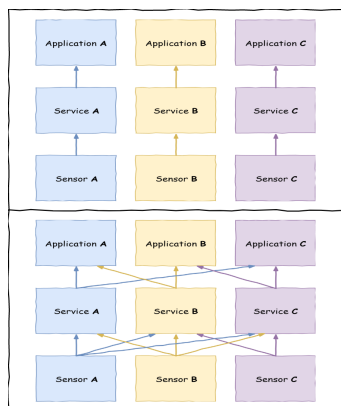 Application A
Application B
Application C
Service A
Service B
Service C
Sensor A
Sensor B
Sensor C
Application A
Application B
Application C
Service A
Service B
Service C
Sensor
A
Sensor
B
Sensor
C